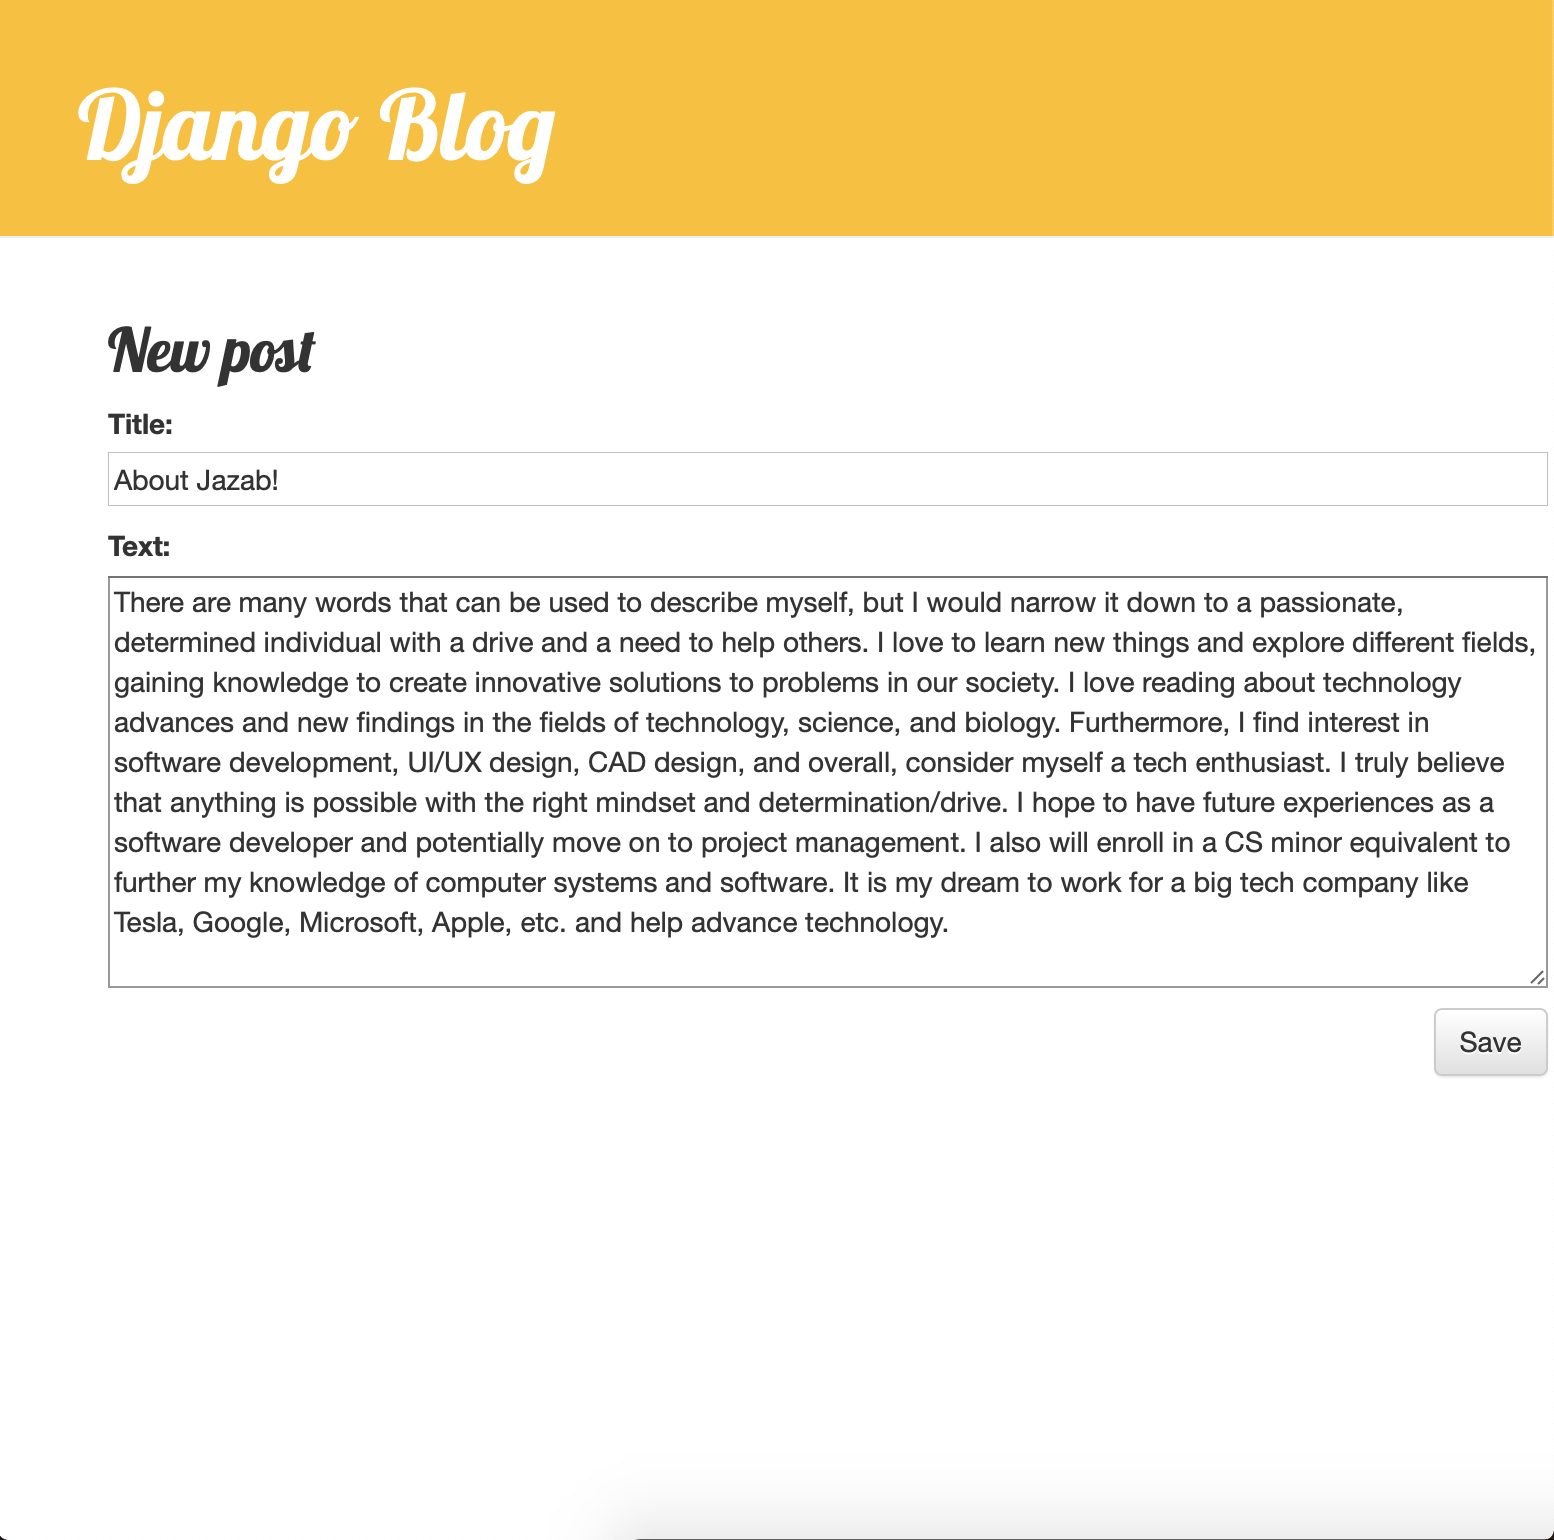 Django Blog
New post
Title:
About Jazab!
Text:
There are many words that can be used to describe myself, but I would narrow it down to a passionate,
determined individual with a drive and a need to help others. I love to learn new things and explore different fields,
gaining knowledge to create innovative solutions to problems in our society. I love reading about technology
advances and new findings in the fields of technology, science, and biology. Furthermore, I find interest in
software development, UI/UX design, CAD design, and overall, consider myself a tech enthusiast. I truly believe
that anything is possible with the right mindset and determination/drive. I hope to have future experiences as a
software developer and potentially move on to project management. I also will enroll in a CS minor equivalent to
further my knowledge of computer systems and software. It is my dream to work for a big tech company like
Tesla, Google, Microsoft, Apple, etc. and help advance technology.
Save